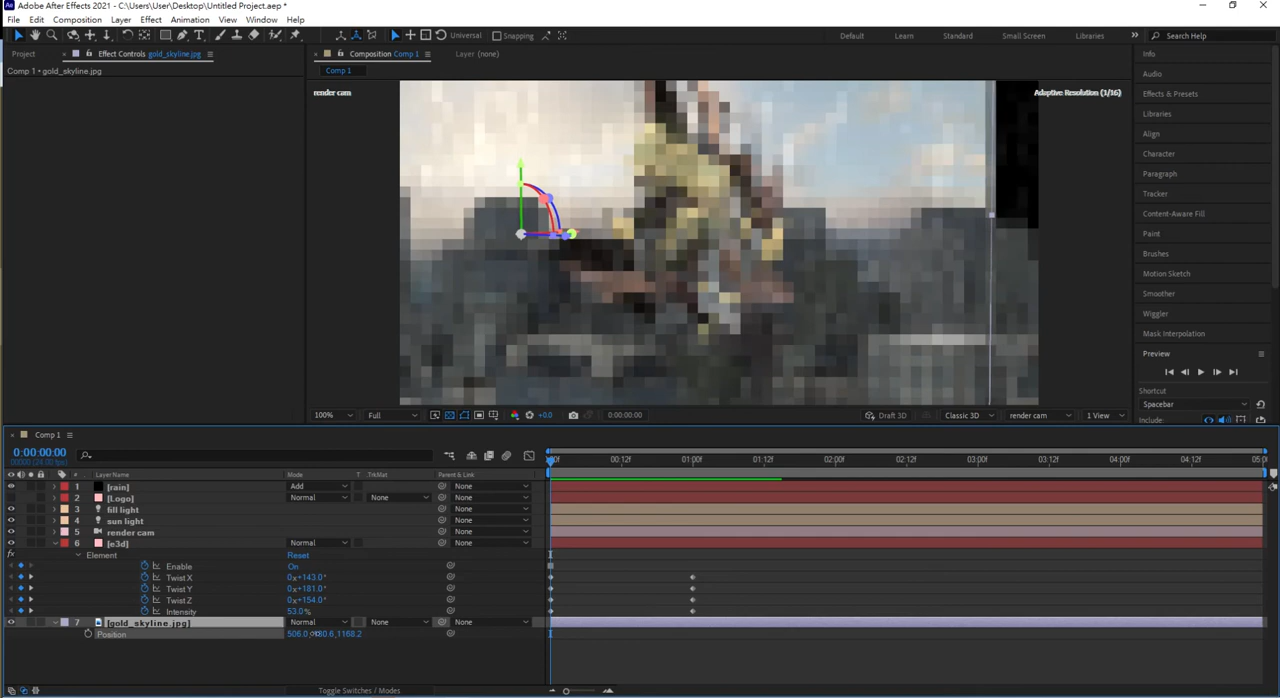 Adobe After Effects 2021 - C:\Users\User\Desktop\Untitled Project.aep *
File Edit Composition Layer Effect Animation View Window Help
Universal Snapping Default Learn Standard Small Screen Libraries Search Help
Project Effect Controls gold_skyline.jpg Composition Comp 1 Layer (none) Info
Comp 1 • gold_skyline.jpg Comp 1 Audio
render cam Adaptive Resolution (1/16) Effects & Presets
Libraries
Align
Character
Paragraph
Tracker
Content-Aware Fill
Paint
Brushes
Motion Sketch
Smoother
Wiggler
Mask Interpolation
Preview
Shortcut
Spacebar
100% Full +0.0 0:00:00:00 Draft 3D Classic 3D render cam 1 View Include:
Comp 1
0:00:00:00
00000 (24.00 fps)
00:12f 01:00f 01:12f 02:00f 02:12f 03:00f 03:12f 04:00f 04:12f 05:0
# Layer Name Mode T TrkMat Parent & Link
1 [rain] Add None
2 [Logo] Normal None None
3 fill light None
4 sun light None
5 render cam None
6 [e3d] Normal None
fx Element Reset
Enable On
Twist X 0x+143.0°
Twist Y 0x+181.0°
Twist Z 0x+154.0°
Intensity 53.0%
7 [gold_skyline.jpg] Normal None None
Position 506.0, 80.6,1168.2
Toggle Switches / Modes